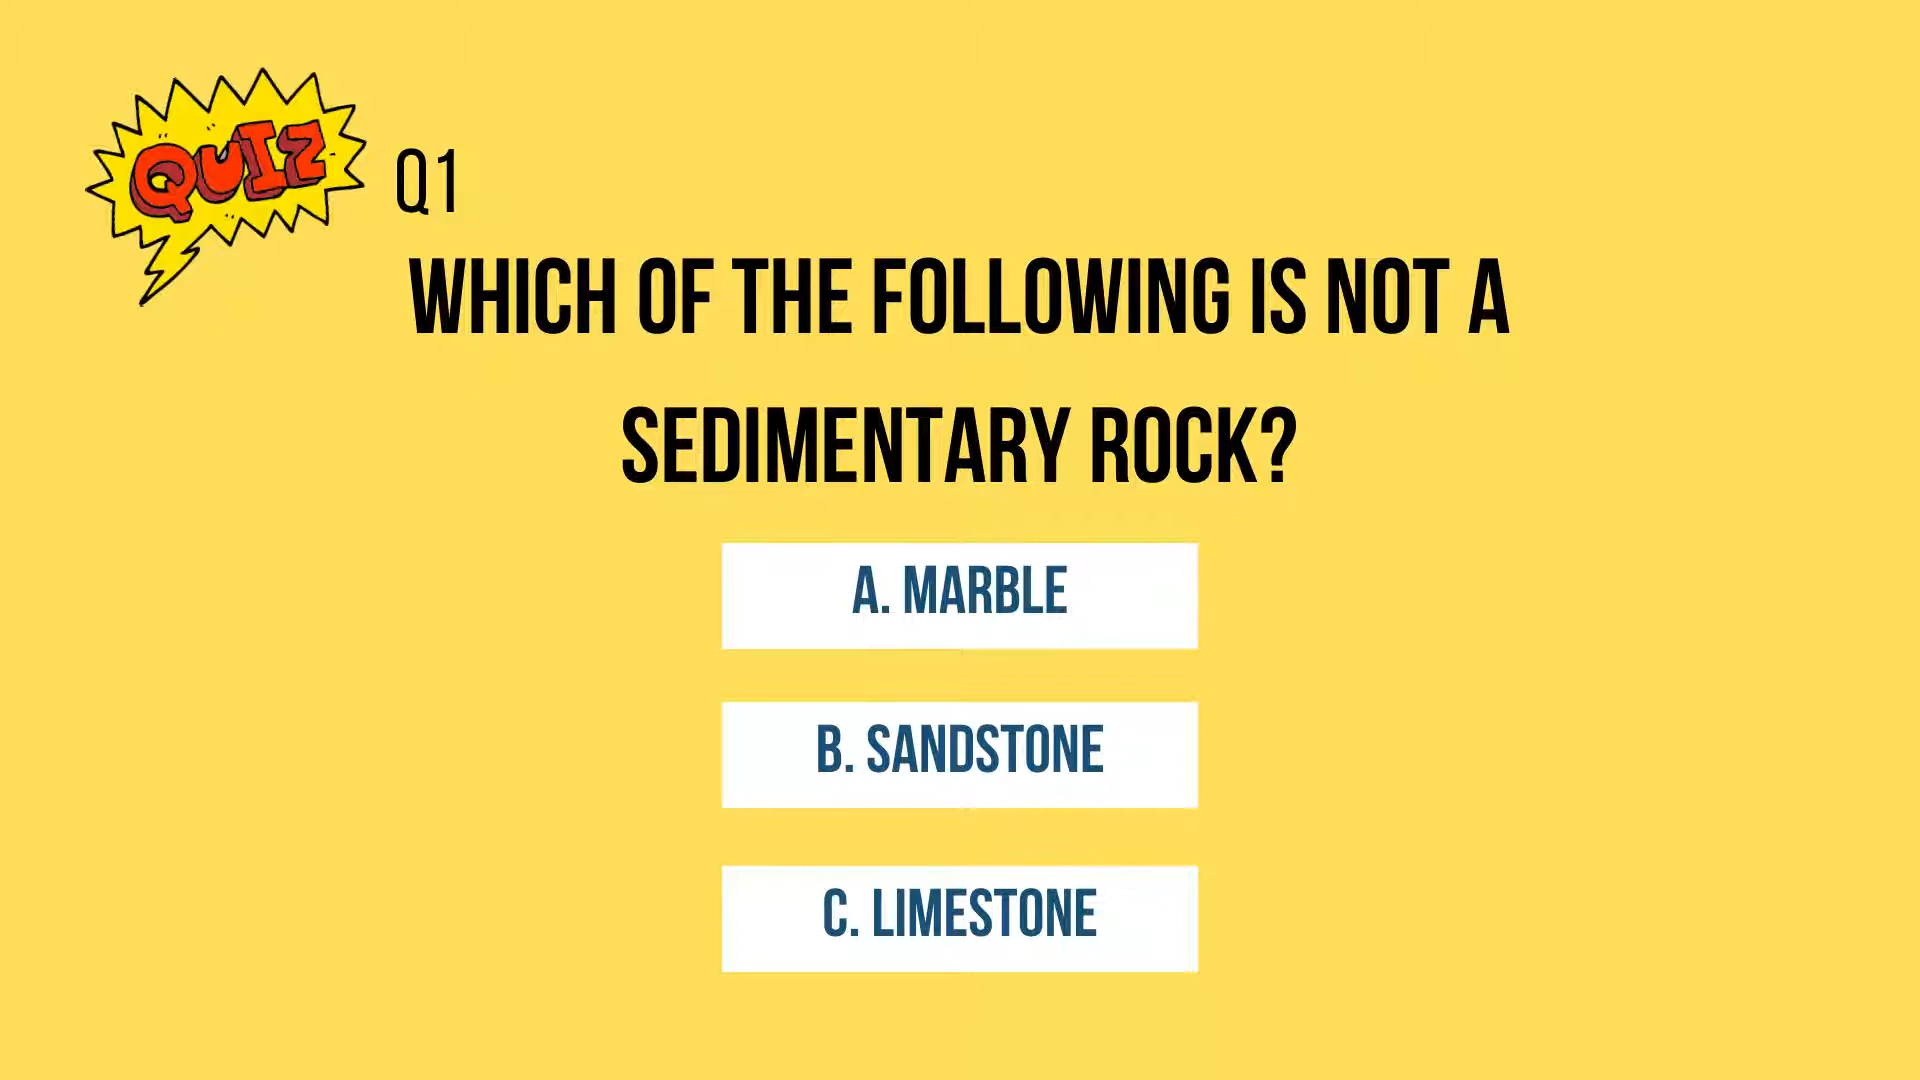 QUIZ
Q1
WHICH OF THE FOLLOWING IS NOT A
SEDIMENTARY ROCK?
A. MARBLE
B. SANDSTONE
C. LIMESTONE